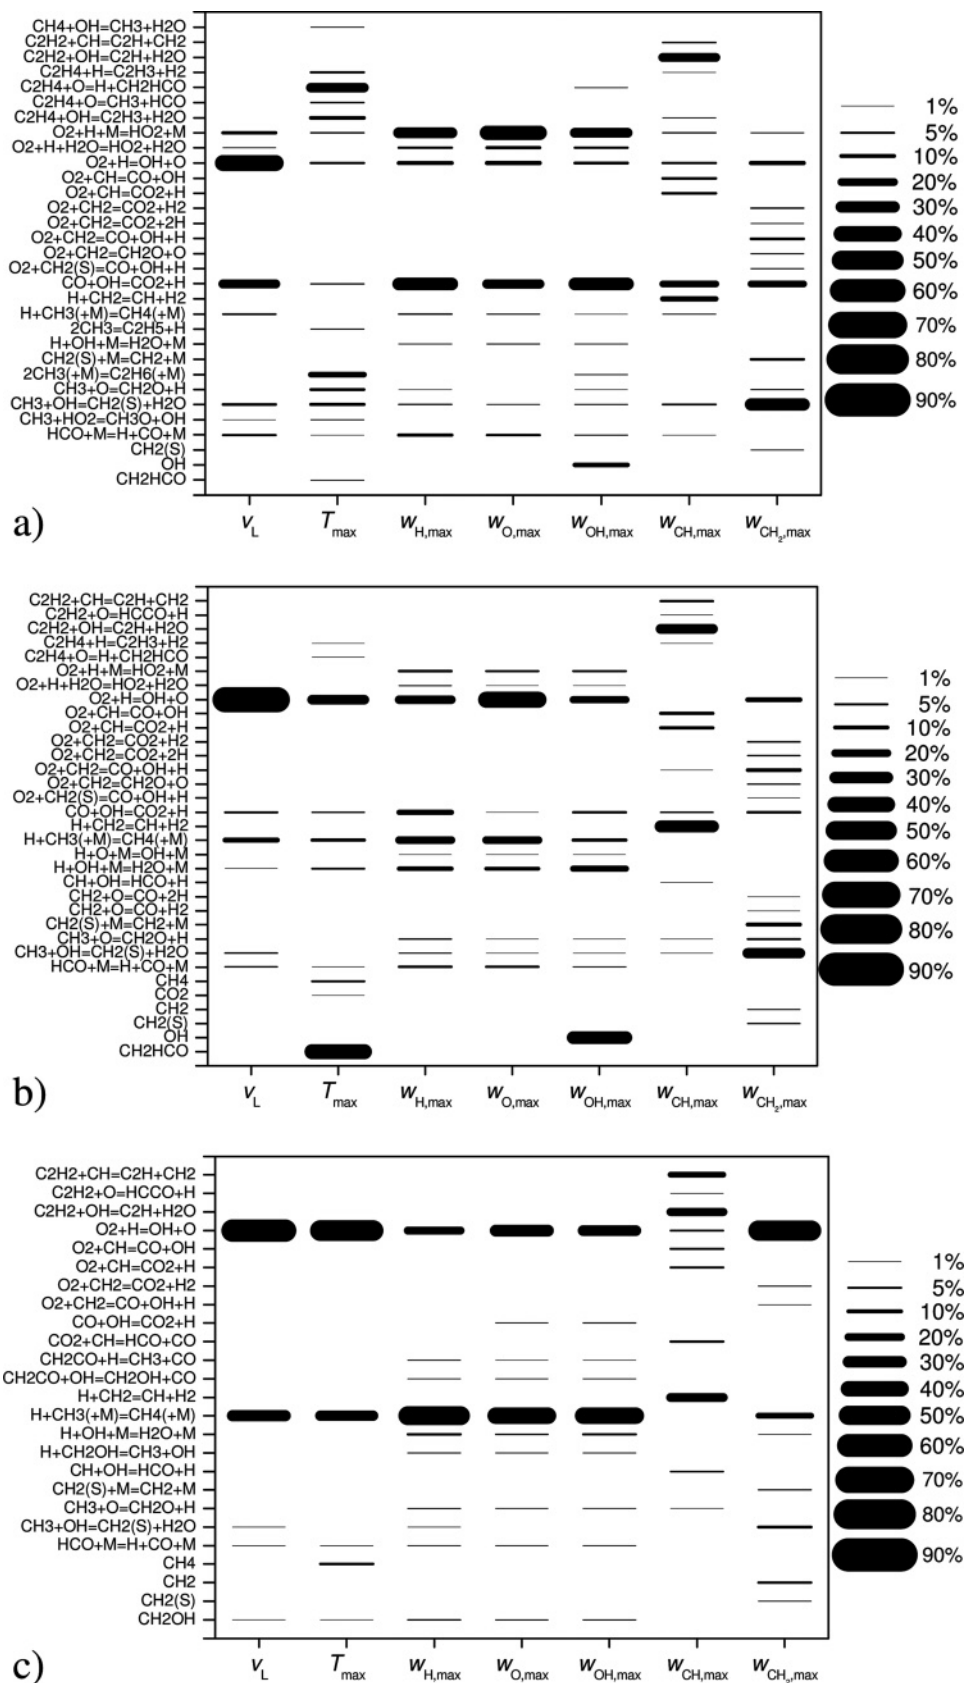 CH4+OH=CH3+H2O
C2H2+CH=C2H+CH2
C2H2+OH=C2H+H2O
C2H4+H=C2H3+H2
C2H4+O=H+CH2HCO
C2H4+O=CH3+HCO
C2H4+OH=C2H3+H2O
O2+H+M=HO2+M
O2+H+H2O=HO2+H2O
O2+H=OH+O
O2+CH=CO+OH
O2+CH=CO2+H
O2+CH2=CO2+H2
O2+CH2=CO2+2H
O2+CH2=CO+OH+H
O2+CH2=CH2O+O
O2+CH2(S)=CO+OH+H
CO+OH=CO2+H
H+CH2=CH+H2
H+CH3(+M)=CH4(+M)
2CH3=C2H5+H
H+OH+M=H2O+M
CH2(S)+M=CH2+M
2CH3(+M)=C2H6(+M)
CH3+O=CH2O+H
CH3+OH=CH2(S)+H2O
CH3+HO2=CH3O+OH
HCO+M=H+CO+M
CH2(S)
OH
CH2HCO
1%
5%
10%
20%
30%
40%
50%
60%
70%
80%
90%
a)
vL Tmax wH,max wO,max wOH,max wCH,max wCH2,max
C2H2+CH=C2H+CH2
C2H2+O=HCCO+H
C2H2+OH=C2H+H2O
C2H4+H=C2H3+H2
C2H4+O=H+CH2HCO
O2+H+M=HO2+M
O2+H+H2O=HO2+H2O
O2+H=OH+O
O2+CH=CO+OH
O2+CH=CO2+H
O2+CH2=CO2+H2
O2+CH2=CO2+2H
O2+CH2=CO+OH+H
O2+CH2=CH2O+O
O2+CH2(S)=CO+OH+H
CO+OH=CO2+H
H+CH2=CH+H2
H+CH3(+M)=CH4(+M)
H+O+M=OH+M
H+OH+M=H2O+M
CH+OH=HCO+H
CH2+O=CO+2H
CH2+O=CO+H2
CH2(S)+M=CH2+M
CH3+O=CH2O+H
CH3+OH=CH2(S)+H2O
HCO+M=H+CO+M
CH4
CO2
CH2
CH2(S)
OH
CH2HCO
1%
5%
10%
20%
30%
40%
50%
60%
70%
80%
90%
b)
vL Tmax wH,max wO,max wOH,max wCH,max wCH2,max
C2H2+CH=C2H+CH2
C2H2+O=HCCO+H
C2H2+OH=C2H+H2O
O2+H=OH+O
O2+CH=CO+OH
O2+CH=CO2+H
O2+CH2=CO2+H2
O2+CH2=CO+OH+H
CO+OH=CO2+H
CO2+CH=HCO+CO
CH2CO+H=CH3+CO
CH2CO+OH=CH2OH+CO
H+CH2=CH+H2
H+CH3(+M)=CH4(+M)
H+OH+M=H2O+M
H+CH2OH=CH3+OH
CH+OH=HCO+H
CH2(S)+M=CH2+M
CH3+O=CH2O+H
CH3+OH=CH2(S)+H2O
HCO+M=H+CO+M
CH4
CH2
CH2(S)
CH2OH
1%
5%
10%
20%
30%
40%
50%
60%
70%
80%
90%
c)
vL Tmax wH,max wO,max wOH,max wCH,max wCH2,max